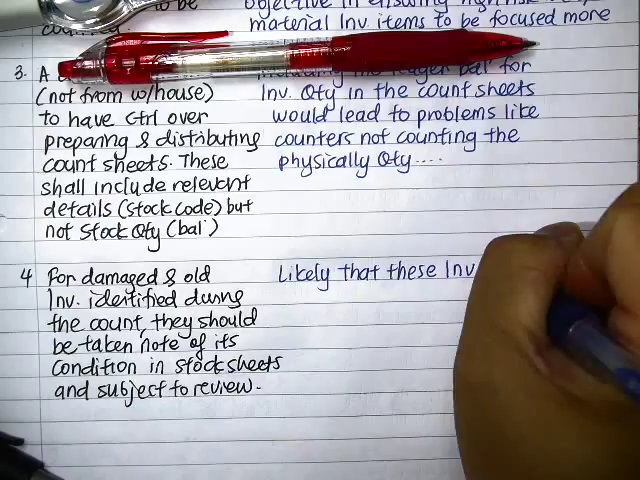 to be
objective in ensuring
material Inv. items to be focused more
3. A
(not from w/house)
to have ctrl over
preparing & distributing
count sheets. These
shall include relevent
details (stock code) but
not stock Qty (bal.)
bal for
Inv. Qty in the count sheets
would lead to problems like
counters not counting the
physically Qty....
4 For damaged & old
Inv. identified during
the count, they should
be taken note of its
condition in stock sheets
and subject to review.
Likely that these Inv